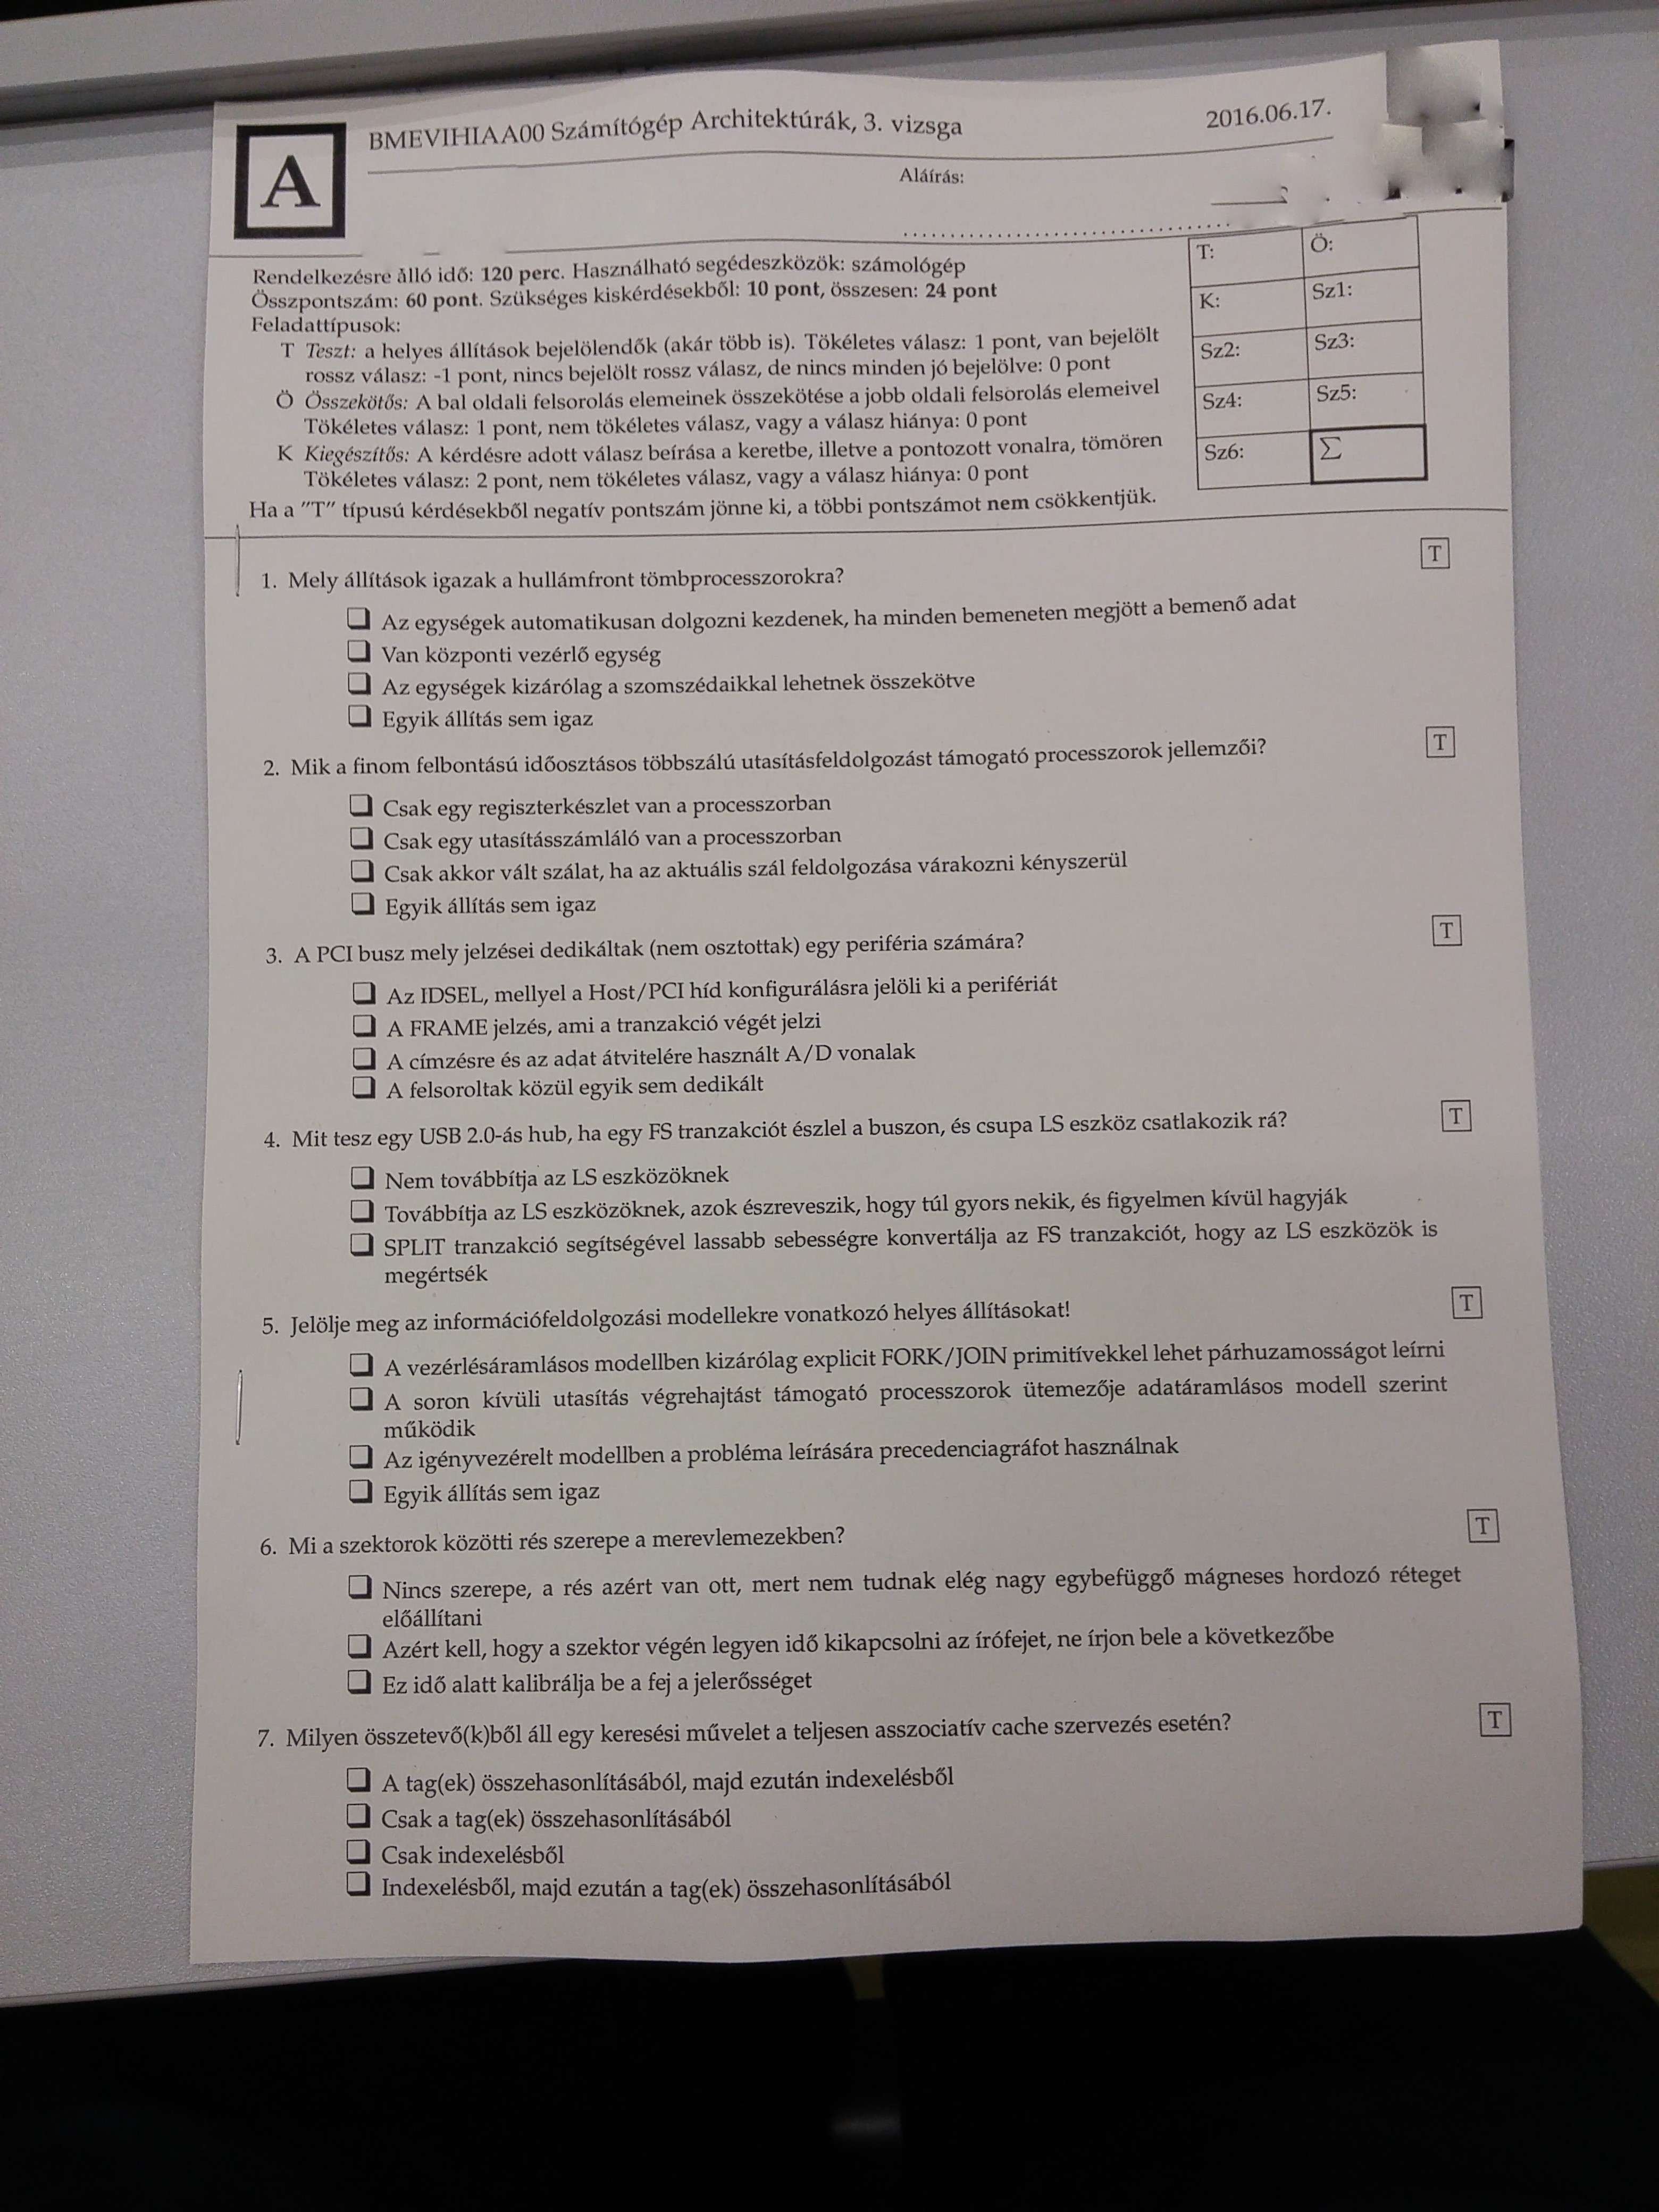 A
BMEVIHIAA00 Számítógép Architektúrák, 3. vizsga
2016.06.17.
Aláírás:
Rendelkezésre álló idő: 120 perc. Használható segédeszközök: számológép
Összpontszám: 60 pont. Szükséges kiskérdésekből: 10 pont, összesen: 24 pont
Feladattípusok:
T Teszt: a helyes állítások bejelölendők (akár több is). Tökéletes válasz: 1 pont, van bejelölt
rossz válasz: -1 pont, nincs bejelölt rossz válasz, de nincs minden jó bejelölve: 0 pont
Ö Összekötős: A bal oldali felsorolás elemeinek összekötése a jobb oldali felsorolás elemeivel
Tökéletes válasz: 1 pont, nem tökéletes válasz, vagy a válasz hiánya: 0 pont
K Kiegészítős: A kérdésre adott válasz beírása a keretbe, illetve a pontozott vonalra, tömören
Tökéletes válasz: 2 pont, nem tökéletes válasz, vagy a válasz hiánya: 0 pont
Ha a "T" típusú kérdésekből negatív pontszám jönne ki, a többi pontszámot nem csökkentjük.
T: Ö:
K: Sz1:
Sz2: Sz3:
Sz4: Sz5:
Sz6: Σ
1. Mely állítások igazak a hullámfront tömbprocesszorokra? T
Az egységek automatikusan dolgozni kezdenek, ha minden bemeneten megjött a bemenő adat
Van központi vezérlő egység
Az egységek kizárólag a szomszédaikkal lehetnek összekötve
Egyik állítás sem igaz
2. Mik a finom felbontású időosztásos többszálú utasításfeldolgozást támogató processzorok jellemzői? T
Csak egy regiszterkészlet van a processzorban
Csak egy utasításszámláló van a processzorban
Csak akkor vált szálat, ha az aktuális szál feldolgozása várakozni kényszerül
Egyik állítás sem igaz
3. A PCI busz mely jelzései dedikáltak (nem osztottak) egy periféria számára? T
Az IDSEL, mellyel a Host/PCI híd konfigurálásra jelöli ki a perifériát
A FRAME jelzés, ami a tranzakció végét jelzi
A címzésre és az adat átvitelére használt A/D vonalak
A felsoroltak közül egyik sem dedikált
4. Mit tesz egy USB 2.0-ás hub, ha egy FS tranzakciót észlel a buszon, és csupa LS eszköz csatlakozik rá? T
Nem továbbítja az LS eszközöknek
Továbbítja az LS eszközöknek, azok észreveszik, hogy túl gyors nekik, és figyelmen kívül hagyják
SPLIT tranzakció segítségével lassabb sebességre konvertálja az FS tranzakciót, hogy az LS eszközök is
megértsék
5. Jelölje meg az információfeldolgozási modellekre vonatkozó helyes állításokat! T
A vezérlésáramlásos modellben kizárólag explicit FORK/JOIN primitívekkel lehet párhuzamosságot leírni
A soron kívüli utasítás végrehajtást támogató processzorok ütemezője adatáramlásos modell szerint
működik
Az igényvezérelt modellben a probléma leírására precedenciagráfot használnak
Egyik állítás sem igaz
6. Mi a szektorok közötti rés szerepe a merevlemezekben? T
Nincs szerepe, a rés azért van ott, mert nem tudnak elég nagy egybefüggő mágneses hordozó réteget
előállítani
Azért kell, hogy a szektor végén legyen idő kikapcsolni az írófejet, ne írjon bele a következőbe
Ez idő alatt kalibrálja be a fej a jelerősséget
7. Milyen összetevő(k)ből áll egy keresési művelet a teljesen asszociatív cache szervezés esetén? T
A tag(ek) összehasonlításából, majd ezután indexelésből
Csak a tag(ek) összehasonlításából
Csak indexelésből
Indexelésből, majd ezután a tag(ek) összehasonlításából